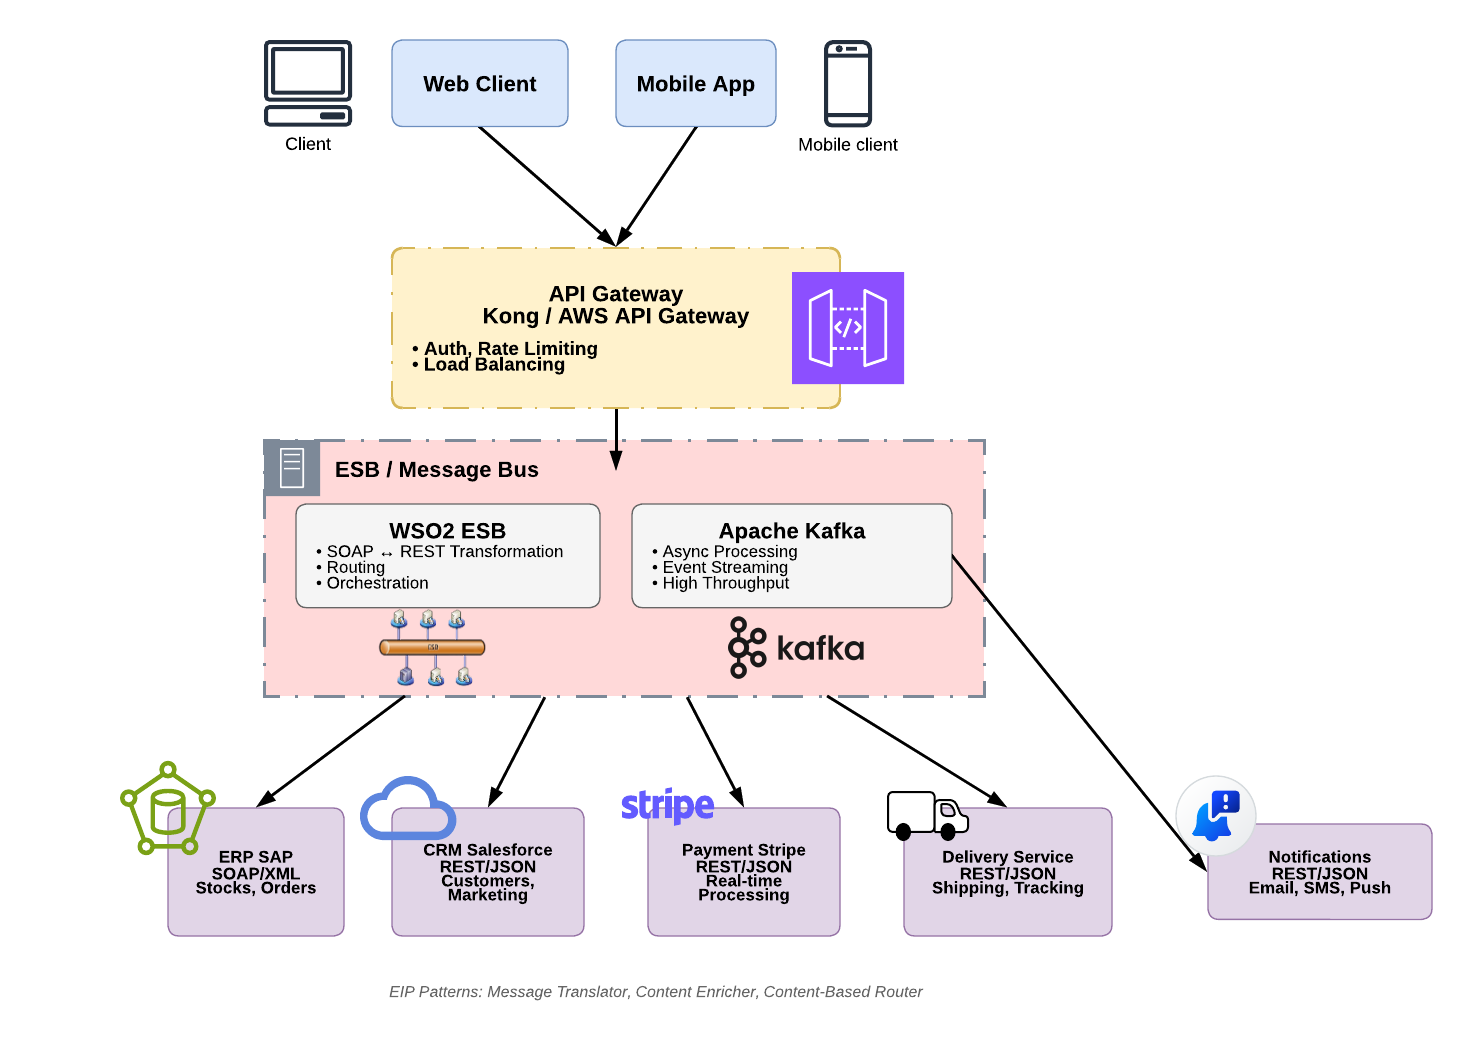 Web Client
Mobile App
Client
Mobile client
API Gateway
Kong / AWS API Gateway
• Auth, Rate Limiting
• Load Balancing
ESB / Message Bus
WSO2 ESB
• SOAP ↔ REST Transformation
• Routing
• Orchestration
Apache Kafka
• Async Processing
• Event Streaming
• High Throughput
ESB
kafka
stripe
ERP SAP
SOAP/XML
Stocks, Orders
CRM Salesforce
REST/JSON
Customers,
Marketing
Payment Stripe
REST/JSON
Real-time
Processing
Delivery Service
REST/JSON
Shipping, Tracking
Notifications
REST/JSON
Email, SMS, Push
EIP Patterns: Message Translator, Content Enricher, Content-Based Router